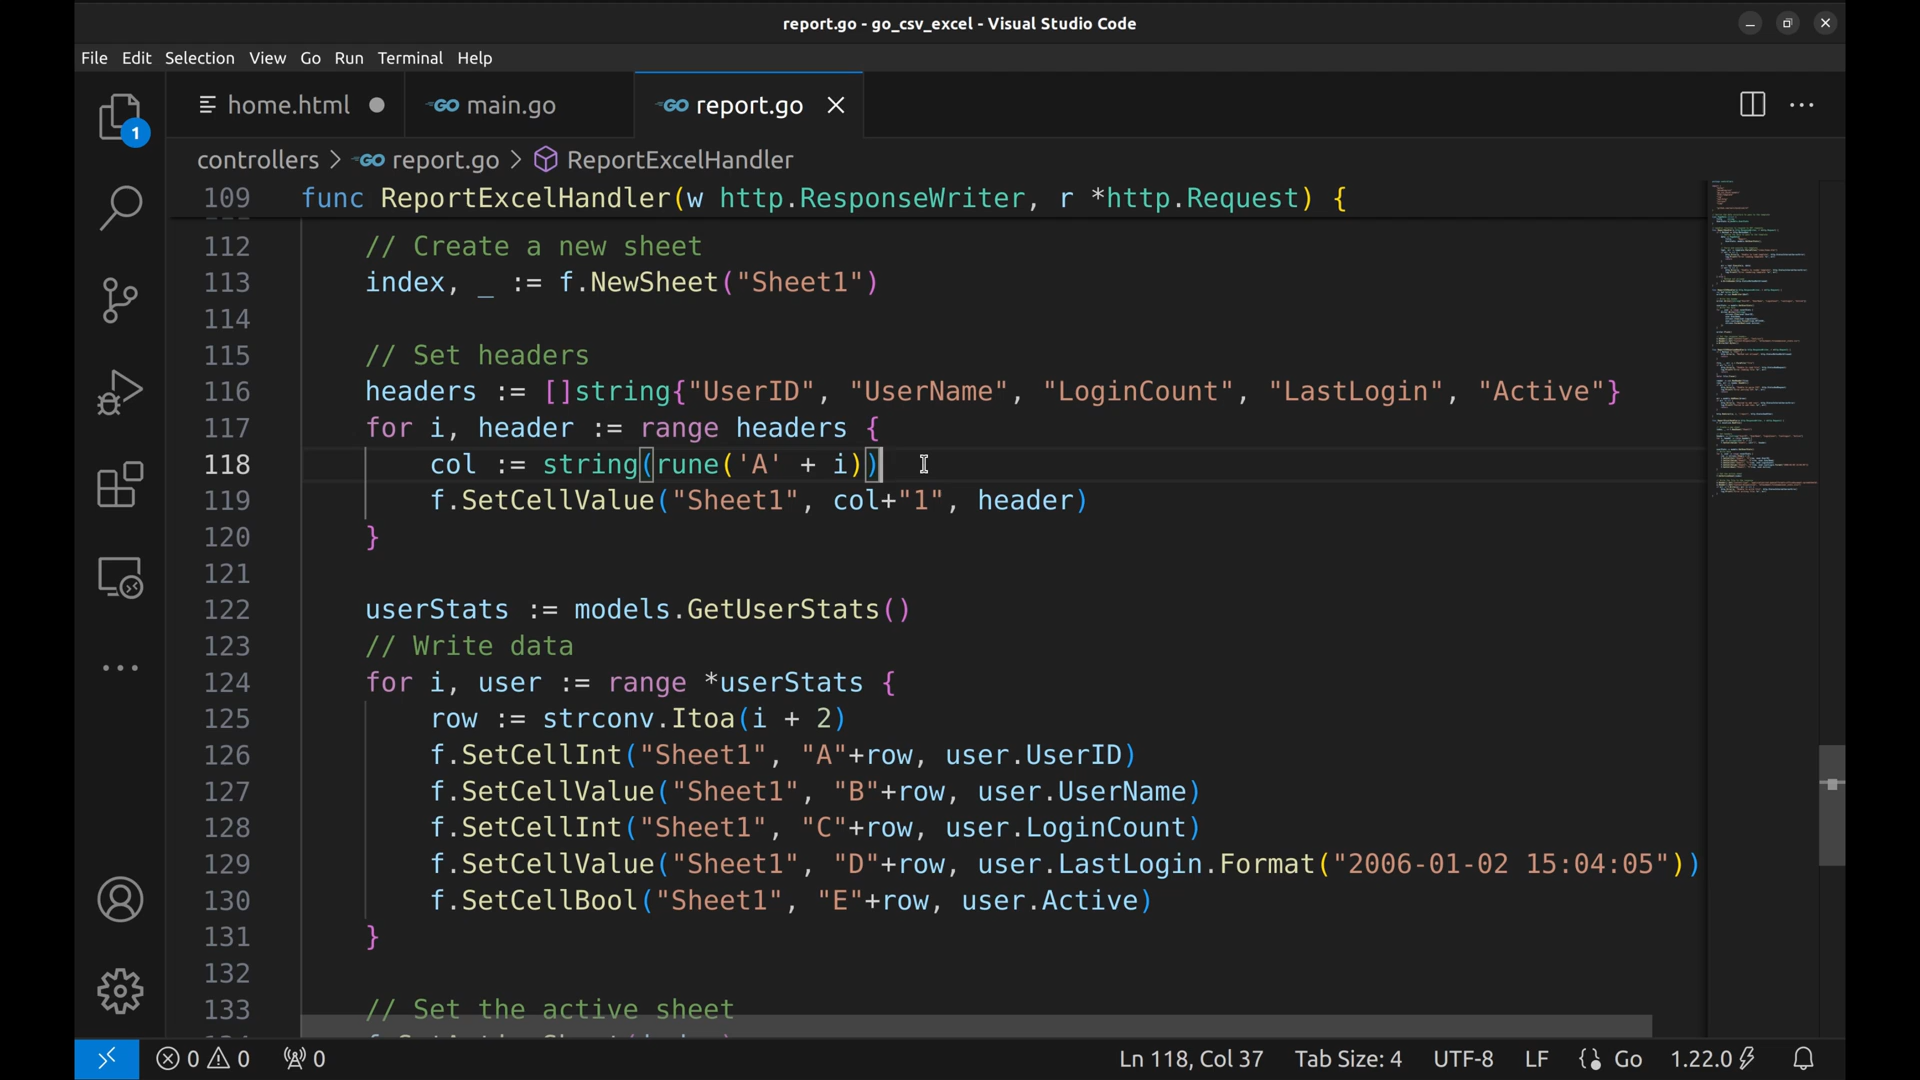 report.go - go_csv_excel - Visual Studio Code
File Edit Selection View Go Run Terminal Help
home.html GO main.go GO report.go
1
controllers > GO report.go > ReportExcelHandler
109 func ReportExcelHandler(w http.ResponseWriter, r *http.Request) {
112 // Create a new sheet
113 index, _ := f.NewSheet("Sheet1")
114
115 // Set headers
116 headers := []string{"UserID", "UserName", "LoginCount", "LastLogin", "Active"}
117 for i, header := range headers {
118 col := string(rune('A' + i))
119 f.SetCellValue("Sheet1", col+"1", header)
120 }
121
122 userStats := models.GetUserStats()
123 // Write data
124 for i, user := range *userStats {
125 row := strconv.Itoa(i + 2)
126 f.SetCellInt("Sheet1", "A"+row, user.UserID)
127 f.SetCellValue("Sheet1", "B"+row, user.UserName)
128 f.SetCellInt("Sheet1", "C"+row, user.LoginCount)
129 f.SetCellValue("Sheet1", "D"+row, user.LastLogin.Format("2006-01-02 15:04:05"))
130 f.SetCellBool("Sheet1", "E"+row, user.Active)
131 }
132
133 // Set the active sheet
0 0 0 Ln 118, Col 37 Tab Size: 4 UTF-8 LF {} Go 1.22.0